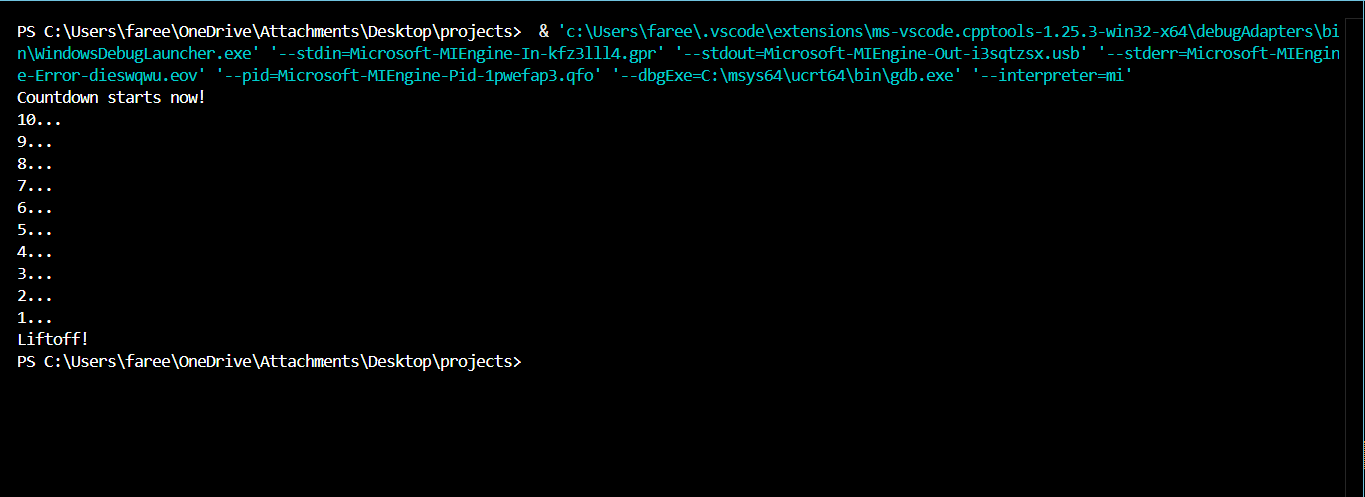 PS C:\Users\faree\OneDrive\Attachments\Desktop\projects>  & 'c:\Users\faree\.vscode\extensions\ms-vscode.cpptools-1.25.3-win32-x64\debugAdapters\bi
n\WindowsDebugLauncher.exe' '--stdin=Microsoft-MIEngine-In-kfz3lll4.gpr' '--stdout=Microsoft-MIEngine-Out-i3sqtzsx.usb' '--stderr=Microsoft-MIEngin
e-Error-dieswqwu.eov' '--pid=Microsoft-MIEngine-Pid-1pwefap3.qfo' '--dbgExe=C:\msys64\ucrt64\bin\gdb.exe' '--interpreter=mi'
Countdown starts now!
10...
9...
8...
7...
6...
5...
4...
3...
2...
1...
Liftoff!
PS C:\Users\faree\OneDrive\Attachments\Desktop\projects>